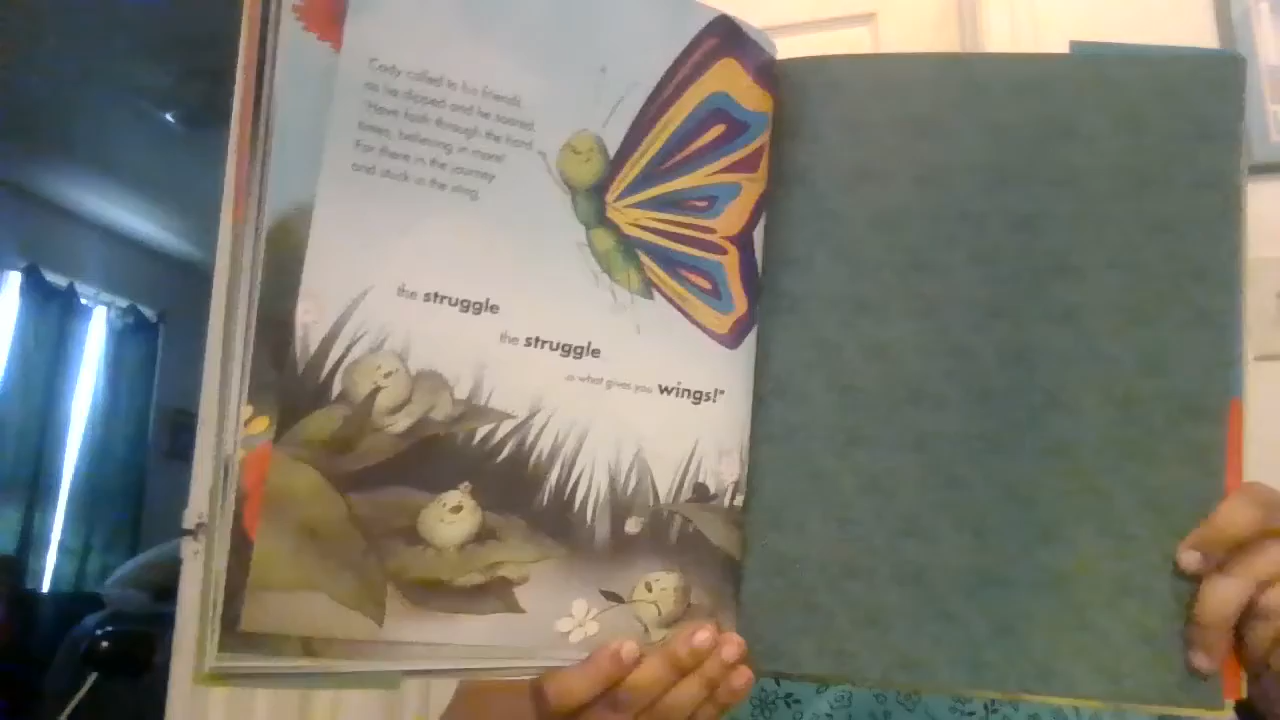 Cody called to his friends
as he dipped and he soared,
"Have faith through the hard
times, believing in more!
For there in the journey
and stuck in the sting,
the struggle
the struggle
is what gives you wings!"